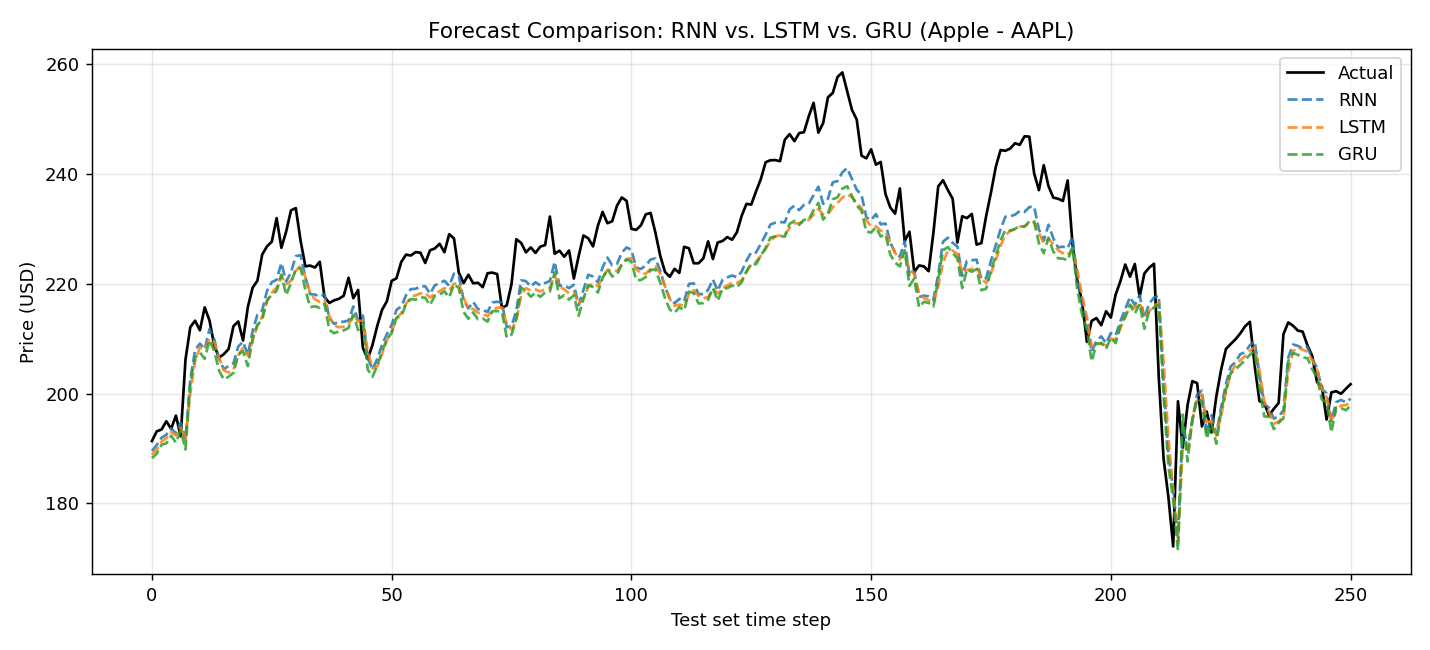 Forecast Comparison: RNN vs. LSTM vs. GRU (Apple - AAPL)
Actual
RNN
LSTM
GRU
Price (USD)
260
240
220
200
180
0 50 100 150 200 250
Test set time step